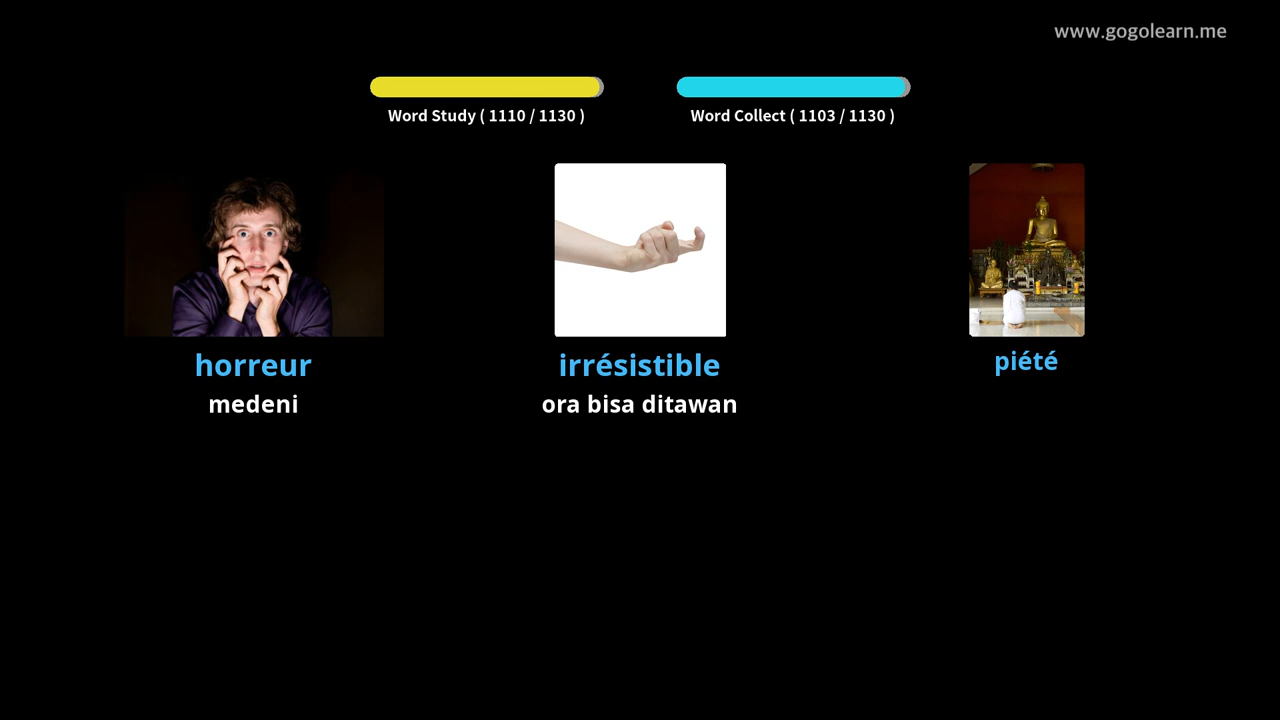 www.gogolearn.me
Word Study ( 1110 / 1130 )
Word Collect ( 1103 / 1130 )
horreur
medeni
irrésistible
ora bisa ditawan
piété